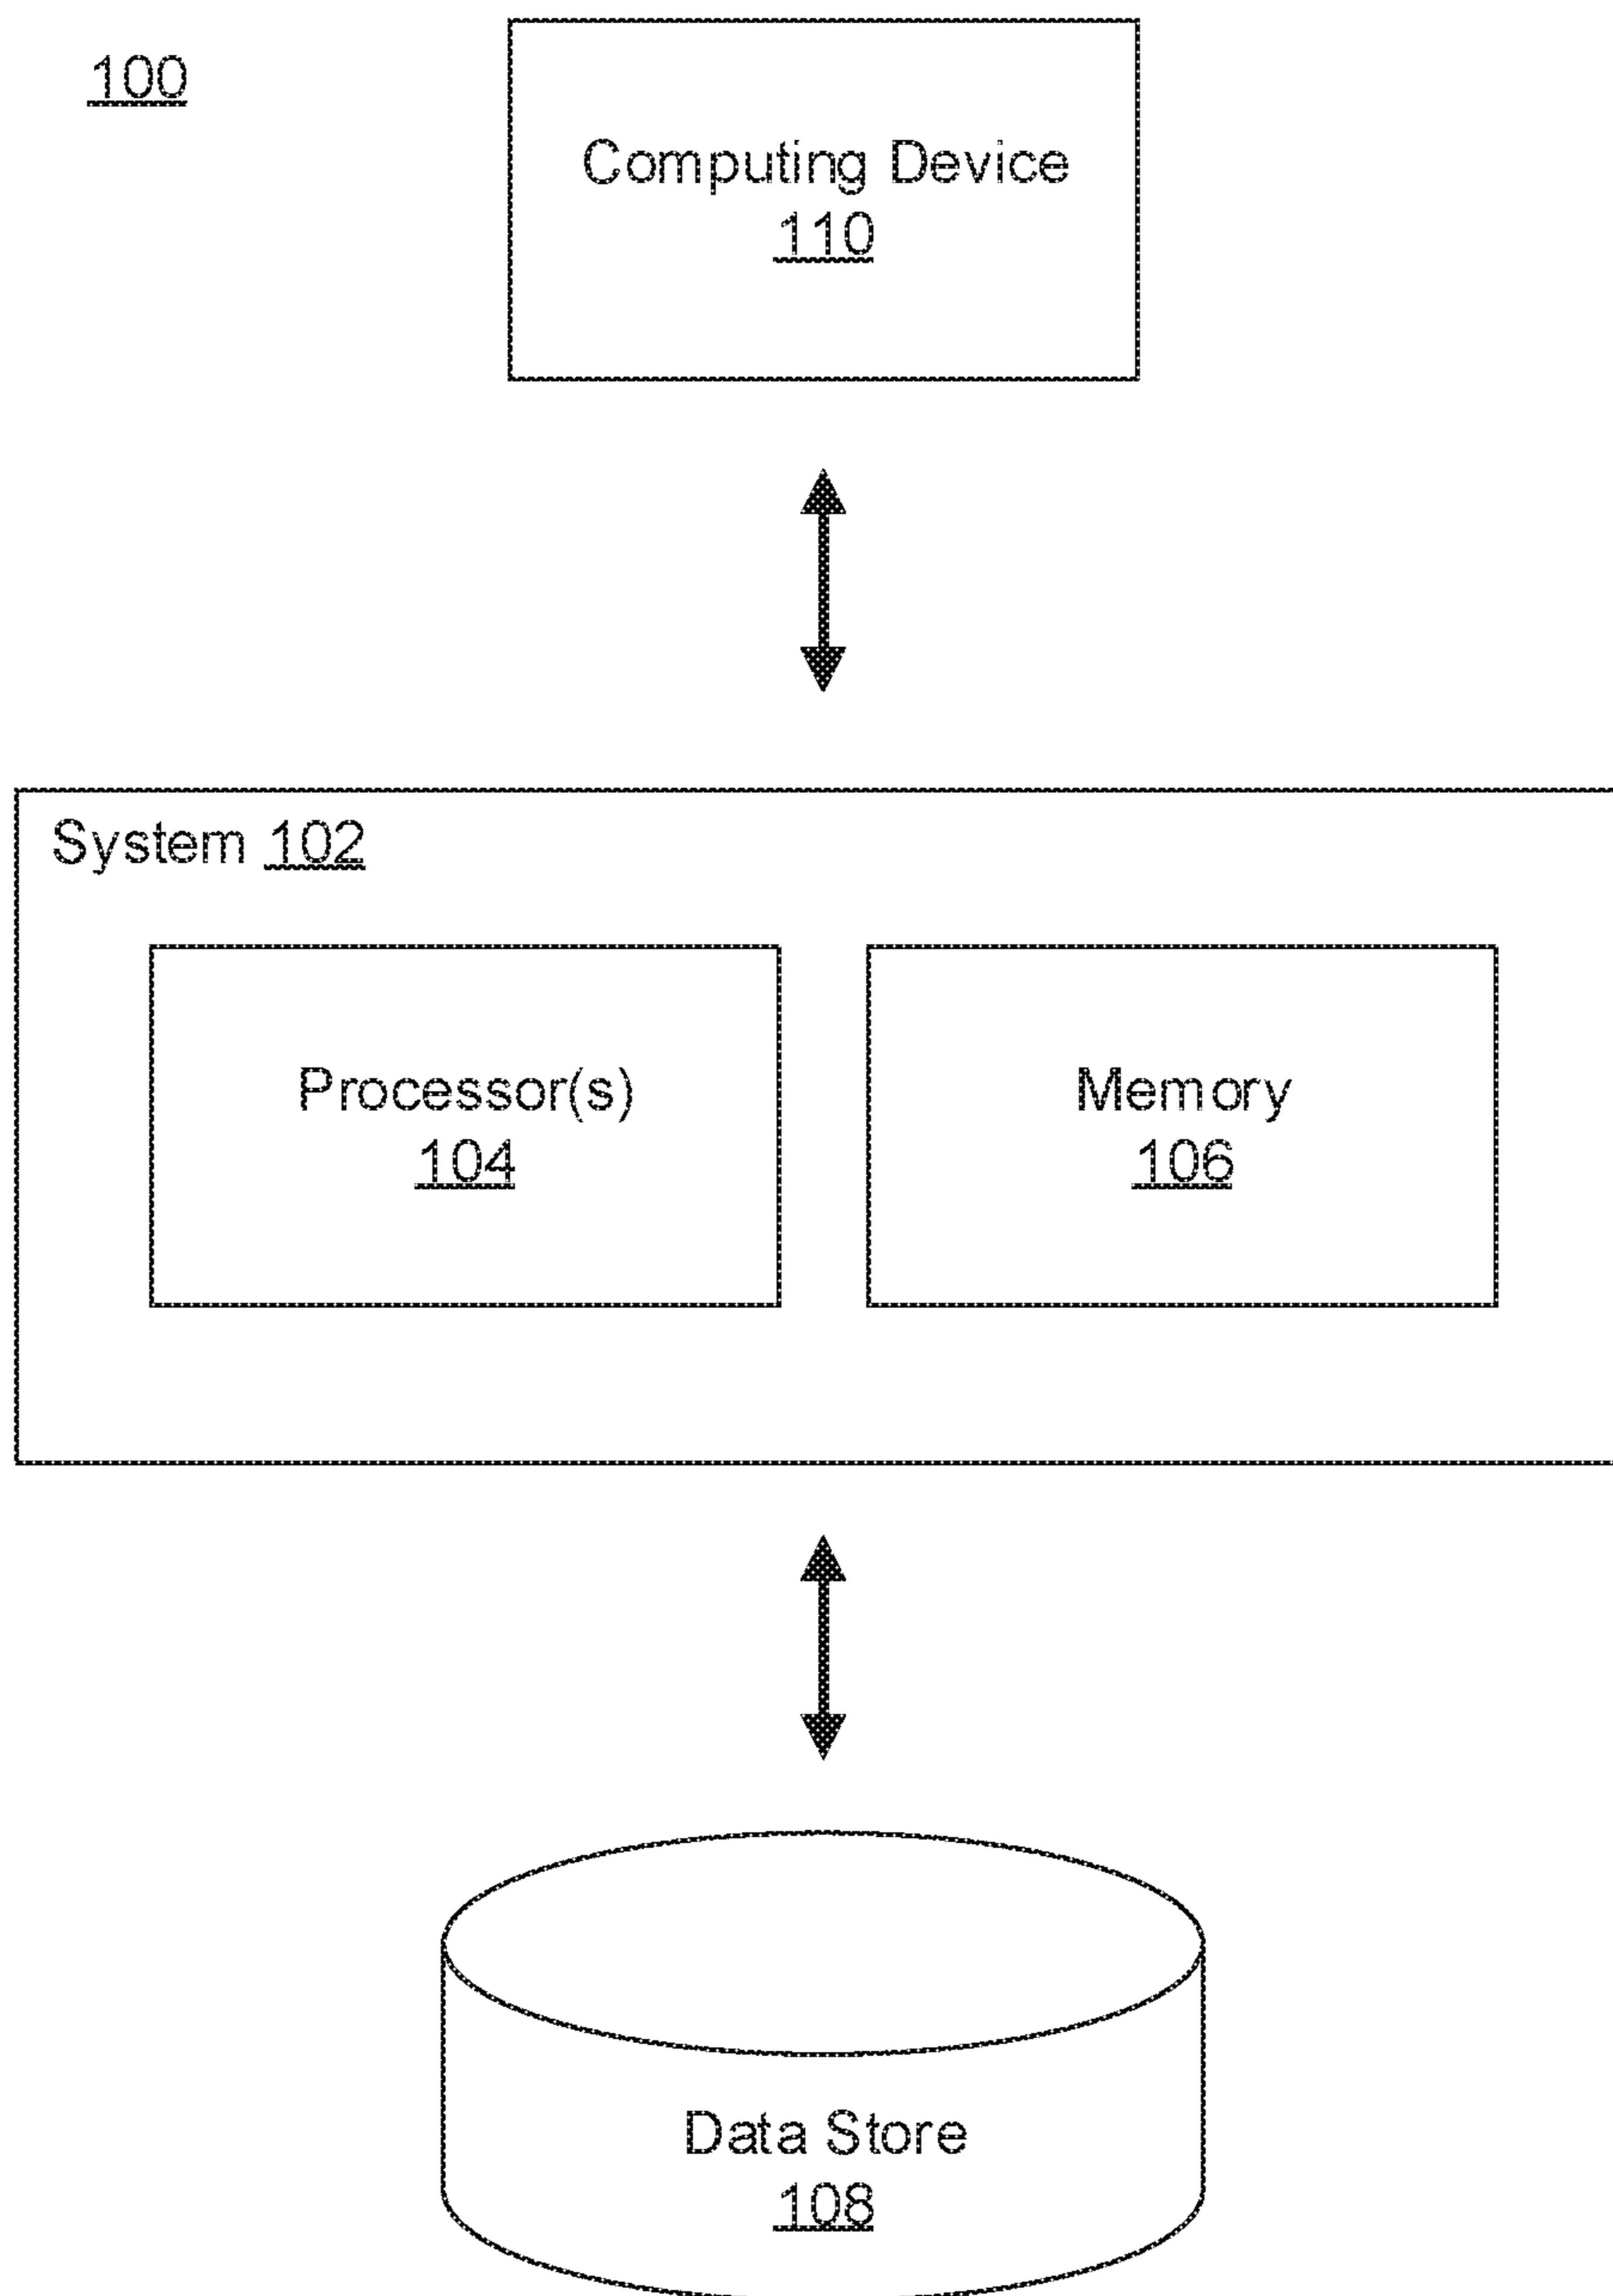 100
Computing Device
110
System 102
Processor(s)
104
Memory
106
Data Store
108